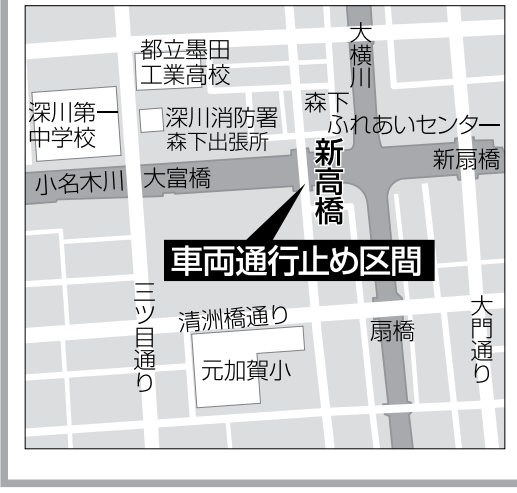 都立墨田
工業高校
大横川
深川第一
中学校
深川消防署
森下出張所
森下
ふれあいセンター
新高橋
新扇橋
小名木川
大富橋
車両通行止め区間
三ツ目通り
清洲橋通り
扇橋
大門通り
元加賀小